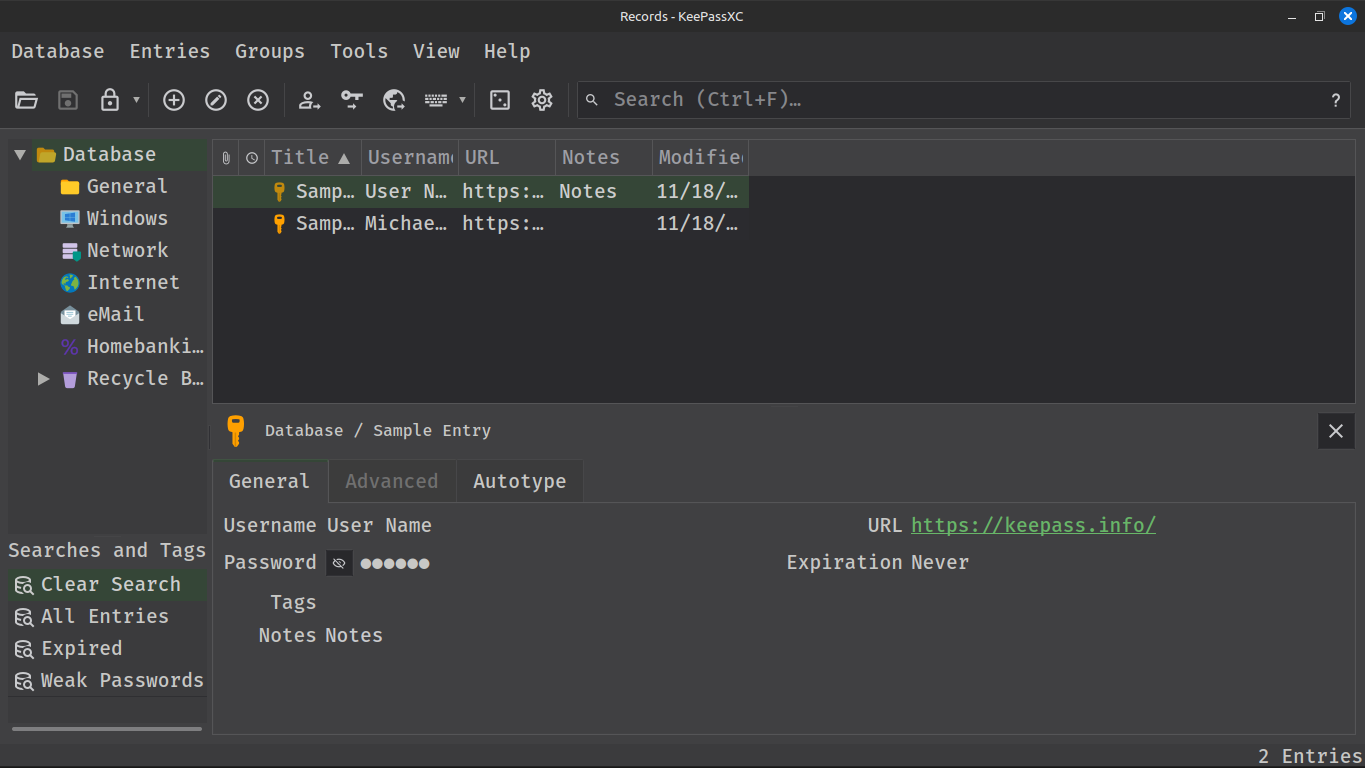 Records - KeePassXC
Database Entries Groups Tools View Help
Search (Ctrl+F)… ?
Database
General
Windows
Network
Internet
eMail
Homebanki…
Recycle B…
Searches and Tags
Clear Search
All Entries
Expired
Weak Passwords
Title Usernam URL Notes Modifie
Samp… User N… https:… Notes 11/18/…
Samp… Michae… https:… 11/18/…
Database / Sample Entry
General Advanced Autotype
Username User Name URL https://keepass.info/
Password ●●●●●● Expiration Never
Tags
Notes Notes
2 Entries